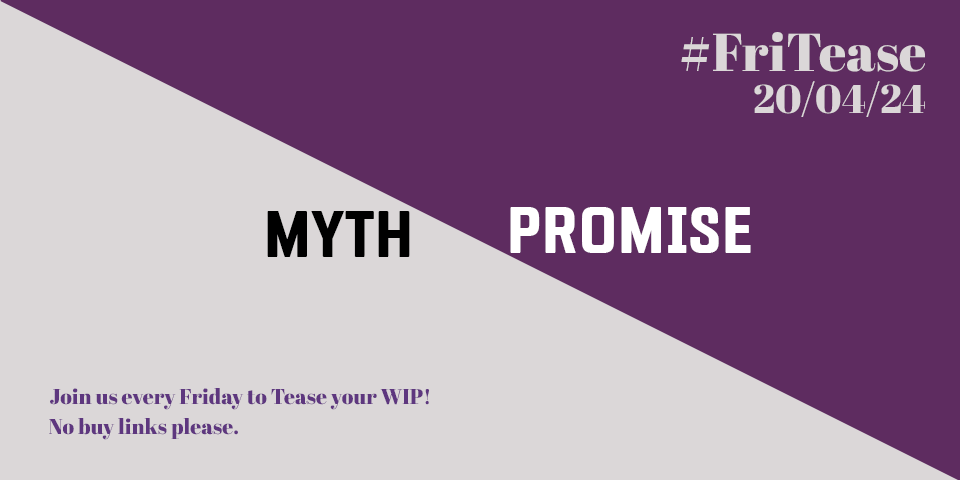 #FriTease
20/04/24
MYTH PROMISE
Join us every Friday to Tease your WIP!
No buy links please.